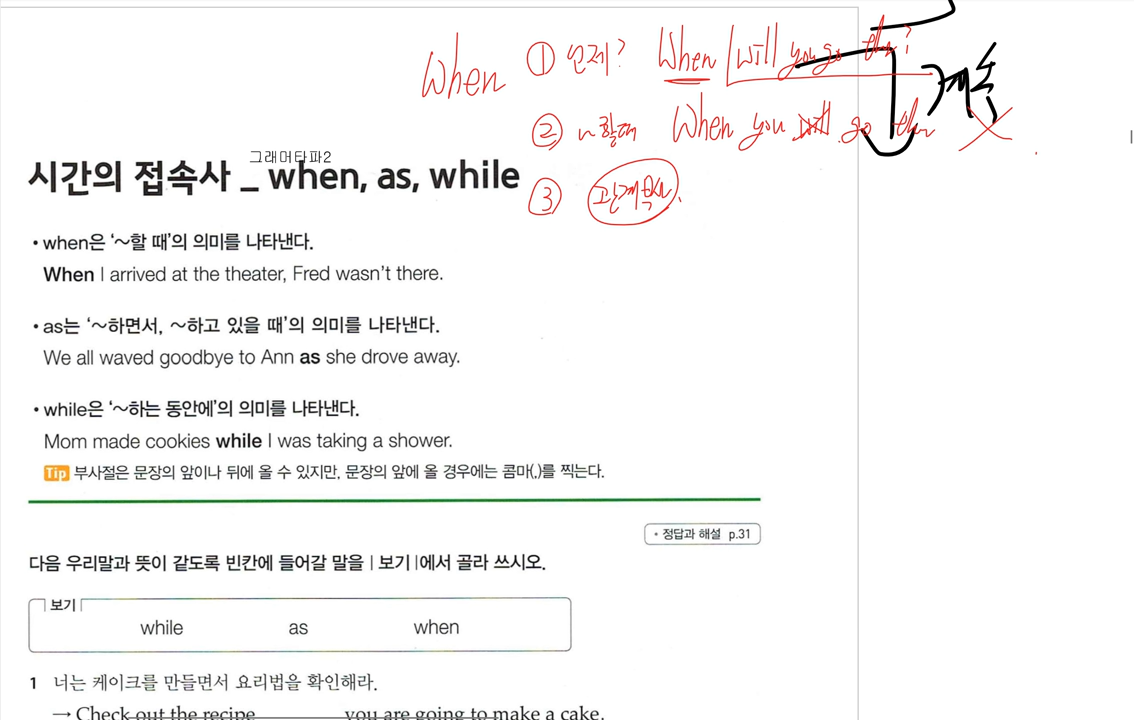 When ① 언제? When will you go there?
② ~할때 When you will go there X
③ 관계부사.
계속
그래머타파2
시간의 접속사 _ when, as, while
• when은 ‘~할 때’의 의미를 나타낸다.
When I arrived at the theater, Fred wasn't there.
• as는 ‘~하면서, ~하고 있을 때’의 의미를 나타낸다.
We all waved goodbye to Ann as she drove away.
• while은 ‘~하는 동안에’의 의미를 나타낸다.
Mom made cookies while I was taking a shower.
Tip 부사절은 문장의 앞이나 뒤에 올 수 있지만, 문장의 앞에 올 경우에는 콤마(,)를 찍는다.
• 정답과 해설 p.31
다음 우리말과 뜻이 같도록 빈칸에 들어갈 말을 | 보기 |에서 골라 쓰시오.
보기
while as when
1 너는 케이크를 만들면서 요리법을 확인해라.
→ Check out the recipe ________ you are going to make a cake.